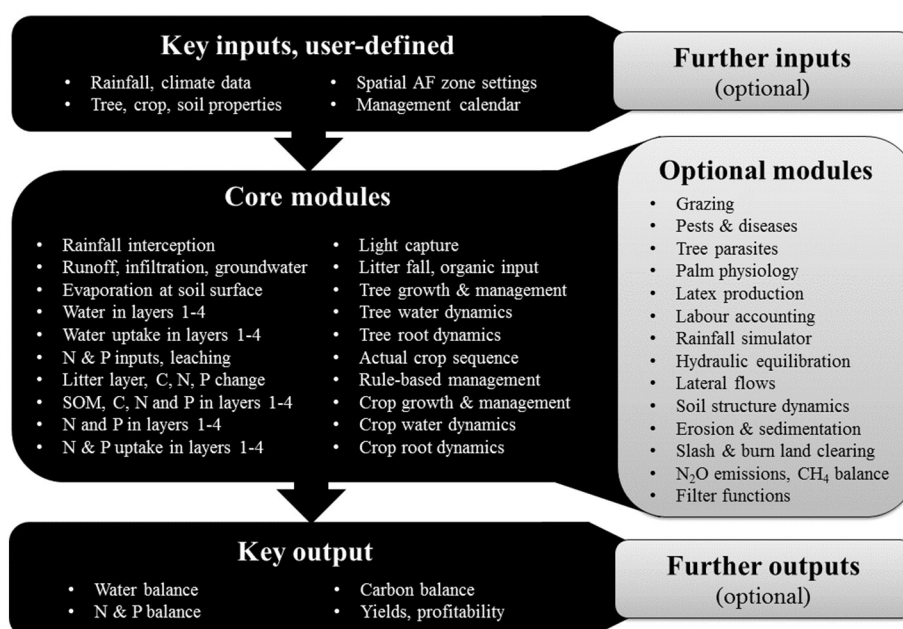 Key inputs, user-defined
• Rainfall, climate data
• Tree, crop, soil properties
• Spatial AF zone settings
• Management calendar
Further inputs
(optional)
Core modules
• Rainfall interception
• Runoff, infiltration, groundwater
• Evaporation at soil surface
• Water in layers 1-4
• Water uptake in layers 1-4
• N & P inputs, leaching
• Litter layer, C, N, P change
• SOM, C, N and P in layers 1-4
• N and P in layers 1-4
• N & P uptake in layers 1-4
• Light capture
• Litter fall, organic input
• Tree growth & management
• Tree water dynamics
• Tree root dynamics
• Actual crop sequence
• Rule-based management
• Crop growth & management
• Crop water dynamics
• Crop root dynamics
Optional modules
• Grazing
• Pests & diseases
• Tree parasites
• Palm physiology
• Latex production
• Labour accounting
• Rainfall simulator
• Hydraulic equilibration
• Lateral flows
• Soil structure dynamics
• Erosion & sedimentation
• Slash & burn land clearing
• N₂O emissions, CH₄ balance
• Filter functions
Key output
• Water balance
• N & P balance
• Carbon balance
• Yields, profitability
Further outputs
(optional)